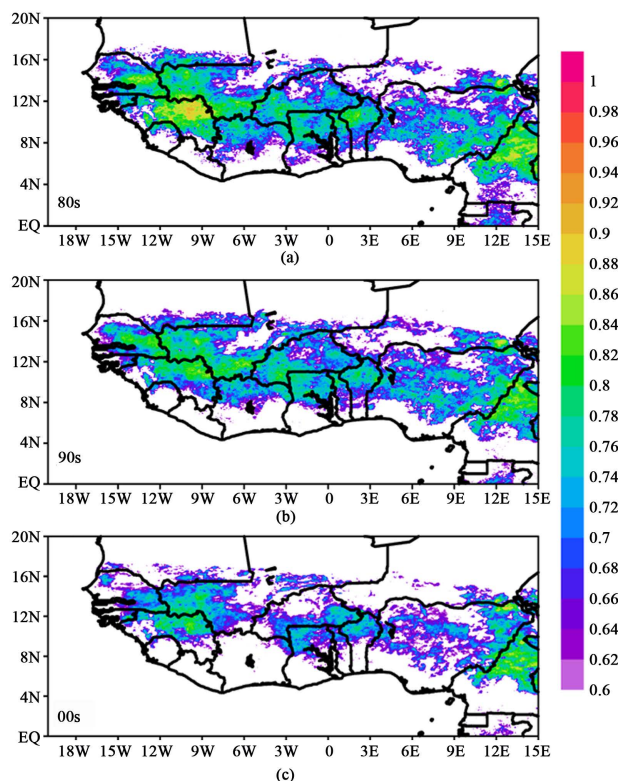 20N
16N
12N
8N
4N
EQ
80s
18W 15W 12W 9W 6W 3W 0 3E 6E 9E 12E 15E
(a)
20N
16N
12N
8N
4N
EQ
90s
18W 15W 12W 9W 6W 3W 0 3E 6E 9E 12E 15E
(b)
20N
16N
12N
8N
4N
EQ
00s
18W 15W 12W 9W 6W 3W 0 3E 6E 9E 12E 15E
(c)
1
0.98
0.96
0.94
0.92
0.9
0.88
0.86
0.84
0.82
0.8
0.78
0.76
0.74
0.72
0.7
0.68
0.66
0.64
0.62
0.6